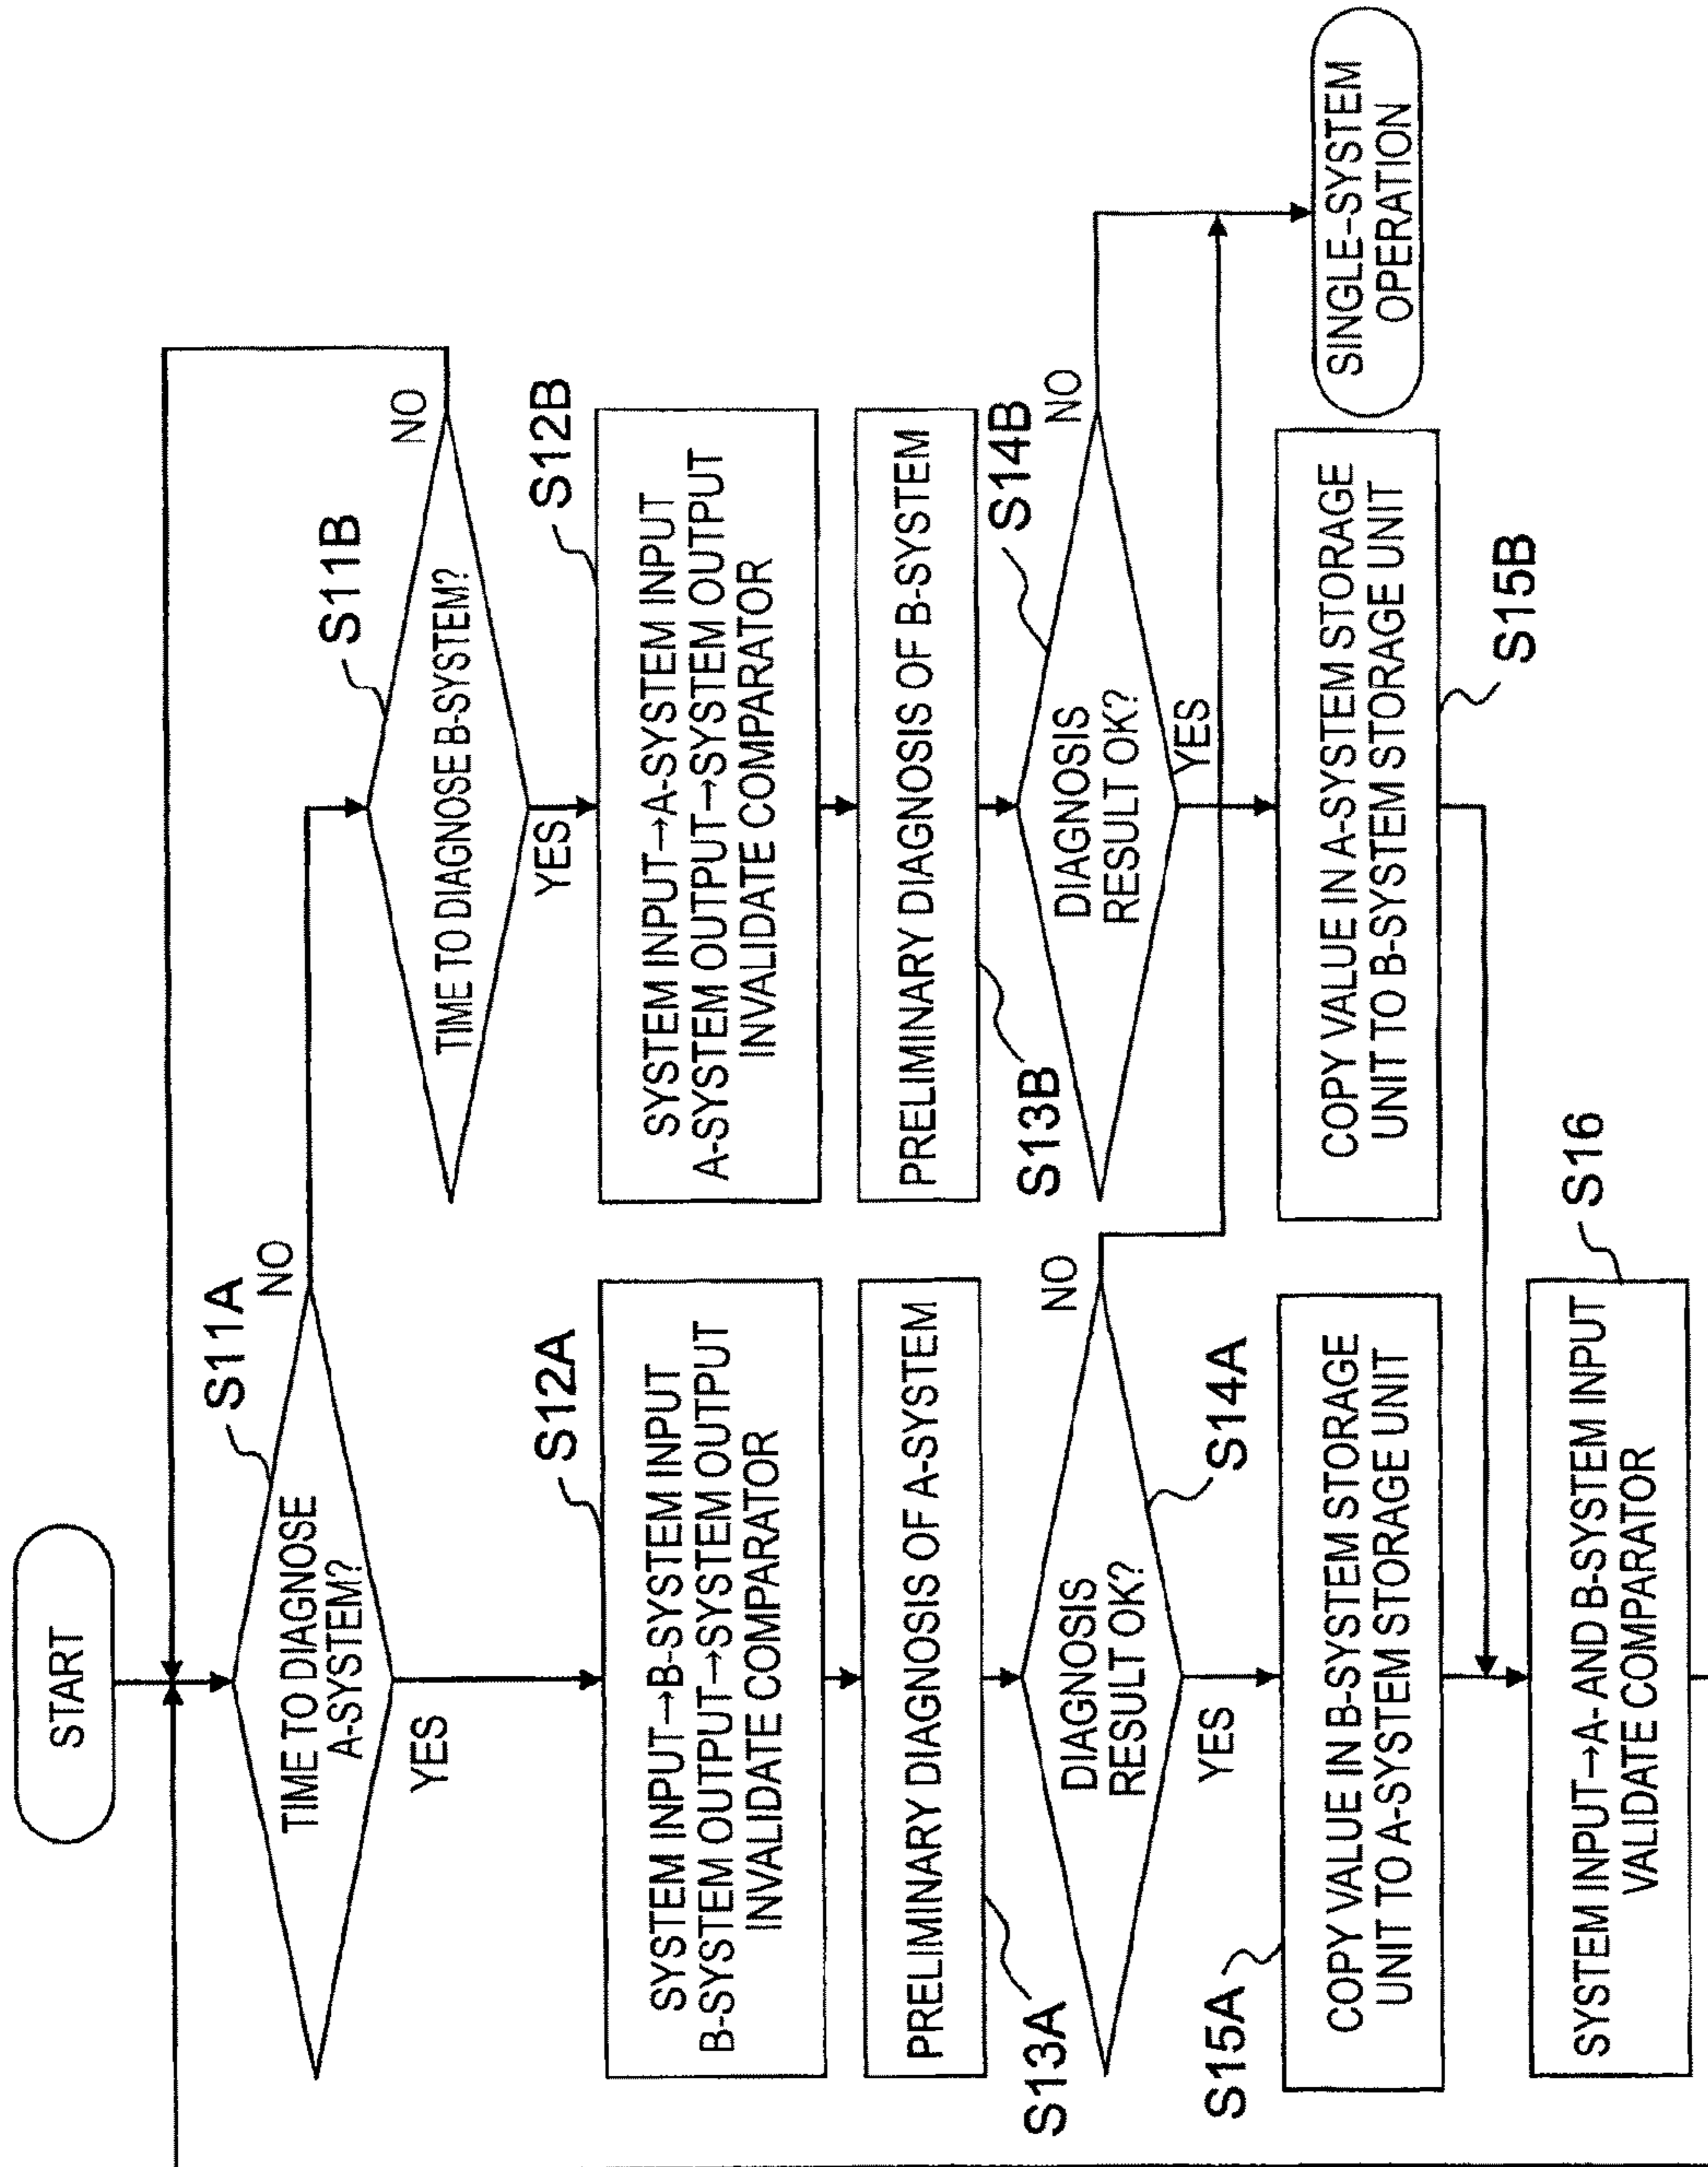 START
TIME TO DIAGNOSE
A-SYSTEM?
S11A
NO
YES
TIME TO DIAGNOSE B-SYSTEM?
S11B
NO
YES
SYSTEM INPUT→B-SYSTEM INPUT
B-SYSTEM OUTPUT→SYSTEM OUTPUT
INVALIDATE COMPARATOR
S12A
SYSTEM INPUT→A-SYSTEM INPUT
A-SYSTEM OUTPUT→SYSTEM OUTPUT
INVALIDATE COMPARATOR
S12B
PRELIMINARY DIAGNOSIS OF A-SYSTEM
S13A
PRELIMINARY DIAGNOSIS OF B-SYSTEM
S13B
DIAGNOSIS
RESULT OK?
S14A
NO
YES
DIAGNOSIS
RESULT OK?
S14B
NO
YES
COPY VALUE IN B-SYSTEM STORAGE
UNIT TO A-SYSTEM STORAGE UNIT
S15A
COPY VALUE IN A-SYSTEM STORAGE
UNIT TO B-SYSTEM STORAGE UNIT
S15B
SINGLE-SYSTEM
OPERATION
SYSTEM INPUT→A- AND B-SYSTEM INPUT
VALIDATE COMPARATOR
S16